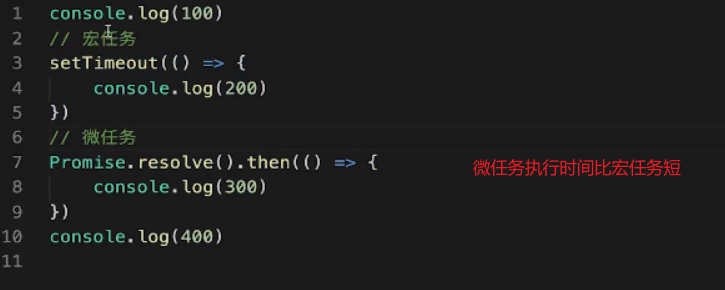 1 console.log(100)
2 // 宏任务
3 setTimeout(() => {
4     console.log(200)
5 })
6 // 微任务
7 Promise.resolve().then(() => { 微任务执行时间比宏任务短
8     console.log(300)
9 })
10 console.log(400)
11